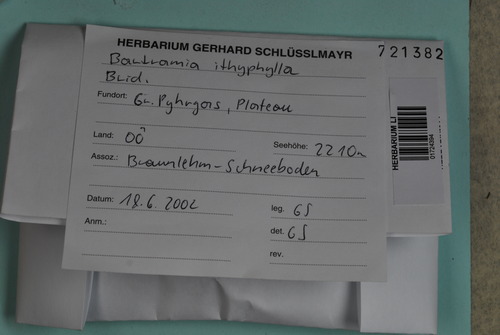 HERBARIUM GERHARD SCHLÜSSLMAYR
721382
Bartramia ithyphylla
Brid.
Fundort: Gr. Pyhrgas, Plateau
Land: OÖ
Seehöhe: 2210m
Assoz.: Braunlehm-Schneeboden
Datum: 18.6.2002
leg. GS
Anm.:
det. GS
rev.
HERBARIUM LI